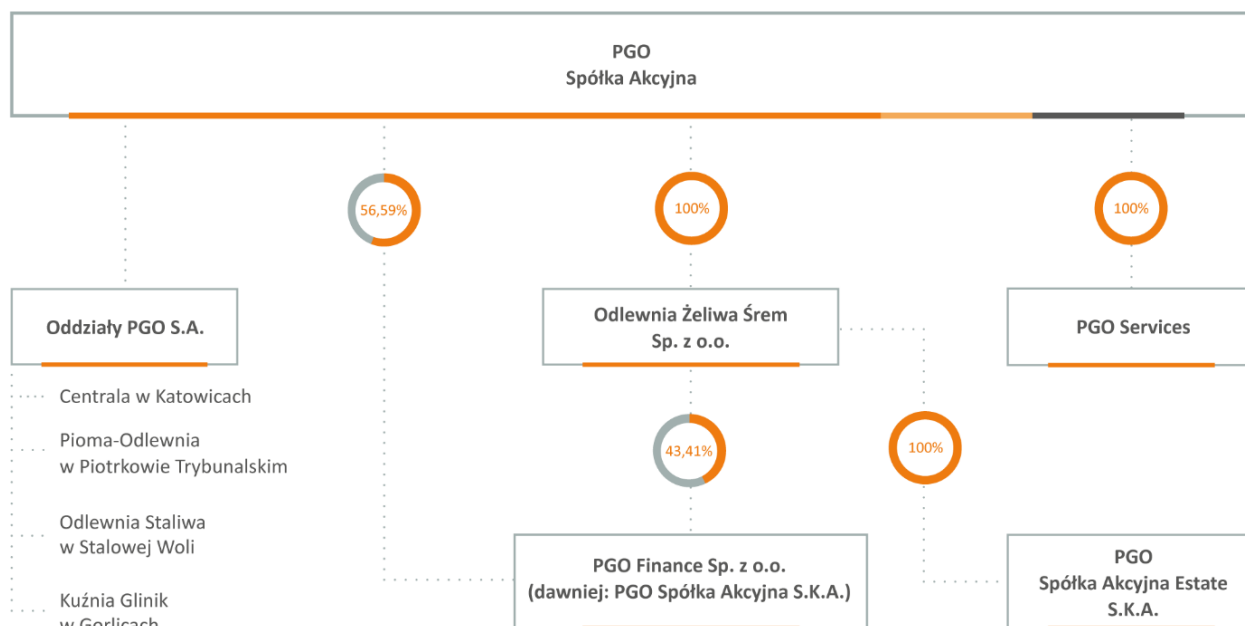 PGO
Spółka Akcyjna
56,59%
100%
100%
Oddziały PGO S.A.
Odlewnia Żeliwa Śrem
Sp. z o.o.
PGO Services
Centrala w Katowicach
Pioma-Odlewnia
w Piotrkowie Trybunalskim
43,41%
100%
Odlewnia Staliwa
w Stalowej Woli
PGO Finance Sp. z o.o.
(dawniej: PGO Spółka Akcyjna S.K.A.)
PGO
Spółka Akcyjna Estate
S.K.A.
Kuźnia Glinik
w Gorlicach